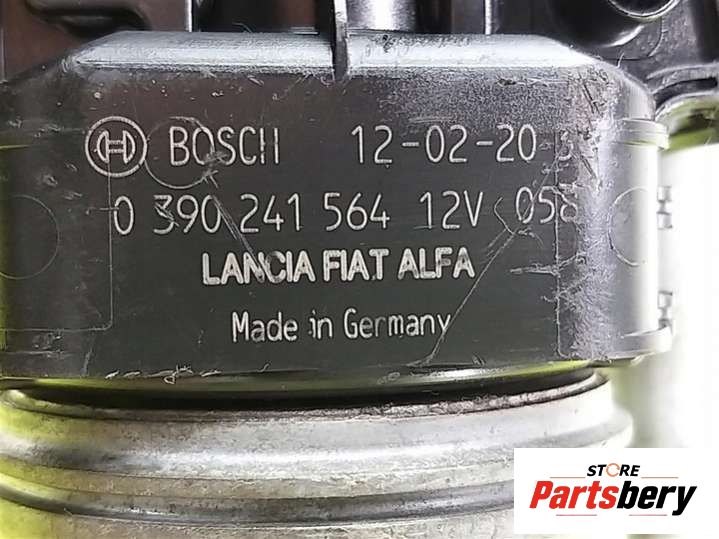 BOSCH 12-02-20
0 390 241 564 12V 058
LANCIA FIAT ALFA
Made in Germany
STORE
Partsbery